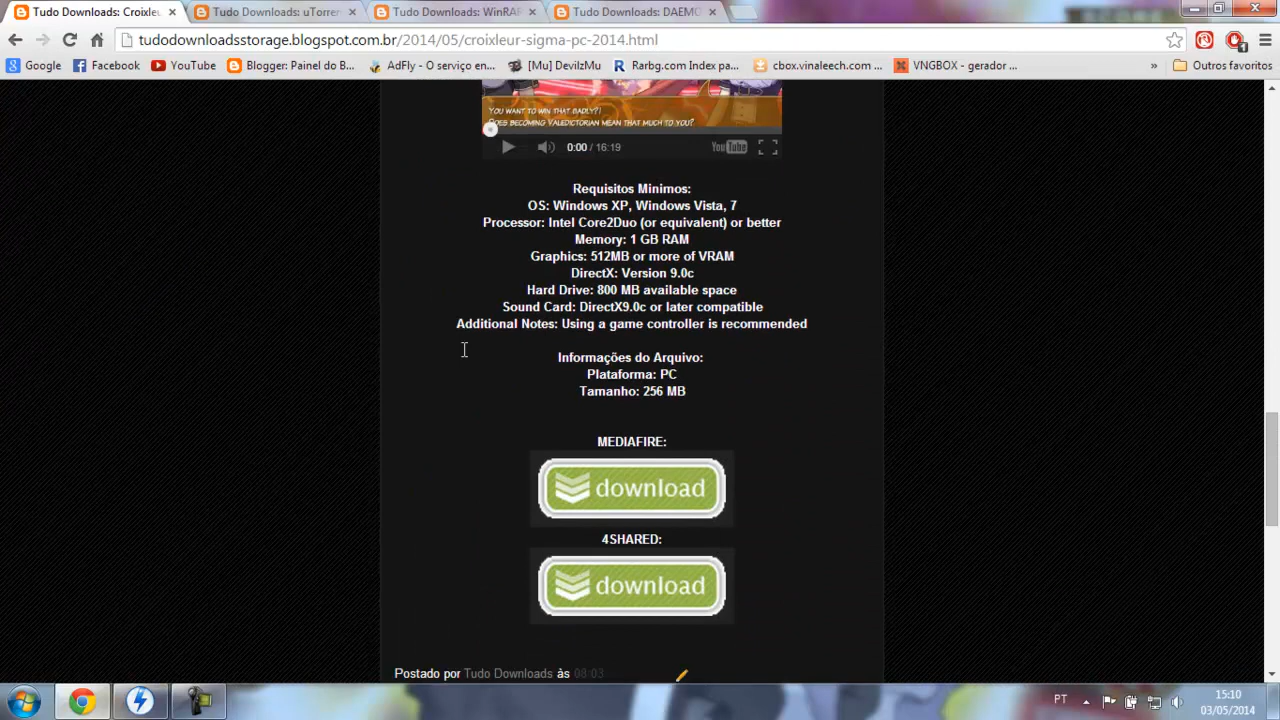 Tudo Downloads: Croixleu
Tudo Downloads: uTorren
Tudo Downloads: WinRAR
Tudo Downloads: DAEMO
tudodownloadsstorage.blogspot.com.br/2014/05/croixleur-sigma-pc-2014.html
Google
Facebook
YouTube
Blogger: Painel do B...
AdFly - O serviço en...
[Mu] DevilzMu
Rarbg.com Index pa...
cbox.vinaleech.com ...
VNGBOX - gerador ...
»
Outros favoritos
YOU WANT TO WIN THAT BADLY?!
DOES BECOMING VALEDICTORIAN MEAN THAT MUCH TO YOU?
0:00 / 16:19
YouTube
Requisitos Minimos:
OS: Windows XP, Windows Vista, 7
Processor: Intel Core2Duo (or equivalent) or better
Memory: 1 GB RAM
Graphics: 512MB or more of VRAM
DirectX: Version 9.0c
Hard Drive: 800 MB available space
Sound Card: DirectX9.0c or later compatible
Additional Notes: Using a game controller is recommended
Informações do Arquivo:
Plataforma: PC
Tamanho: 256 MB
MEDIAFIRE:
download
4SHARED:
download
Postado por Tudo Downloads às 08:03
PT
15:10
03/05/2014